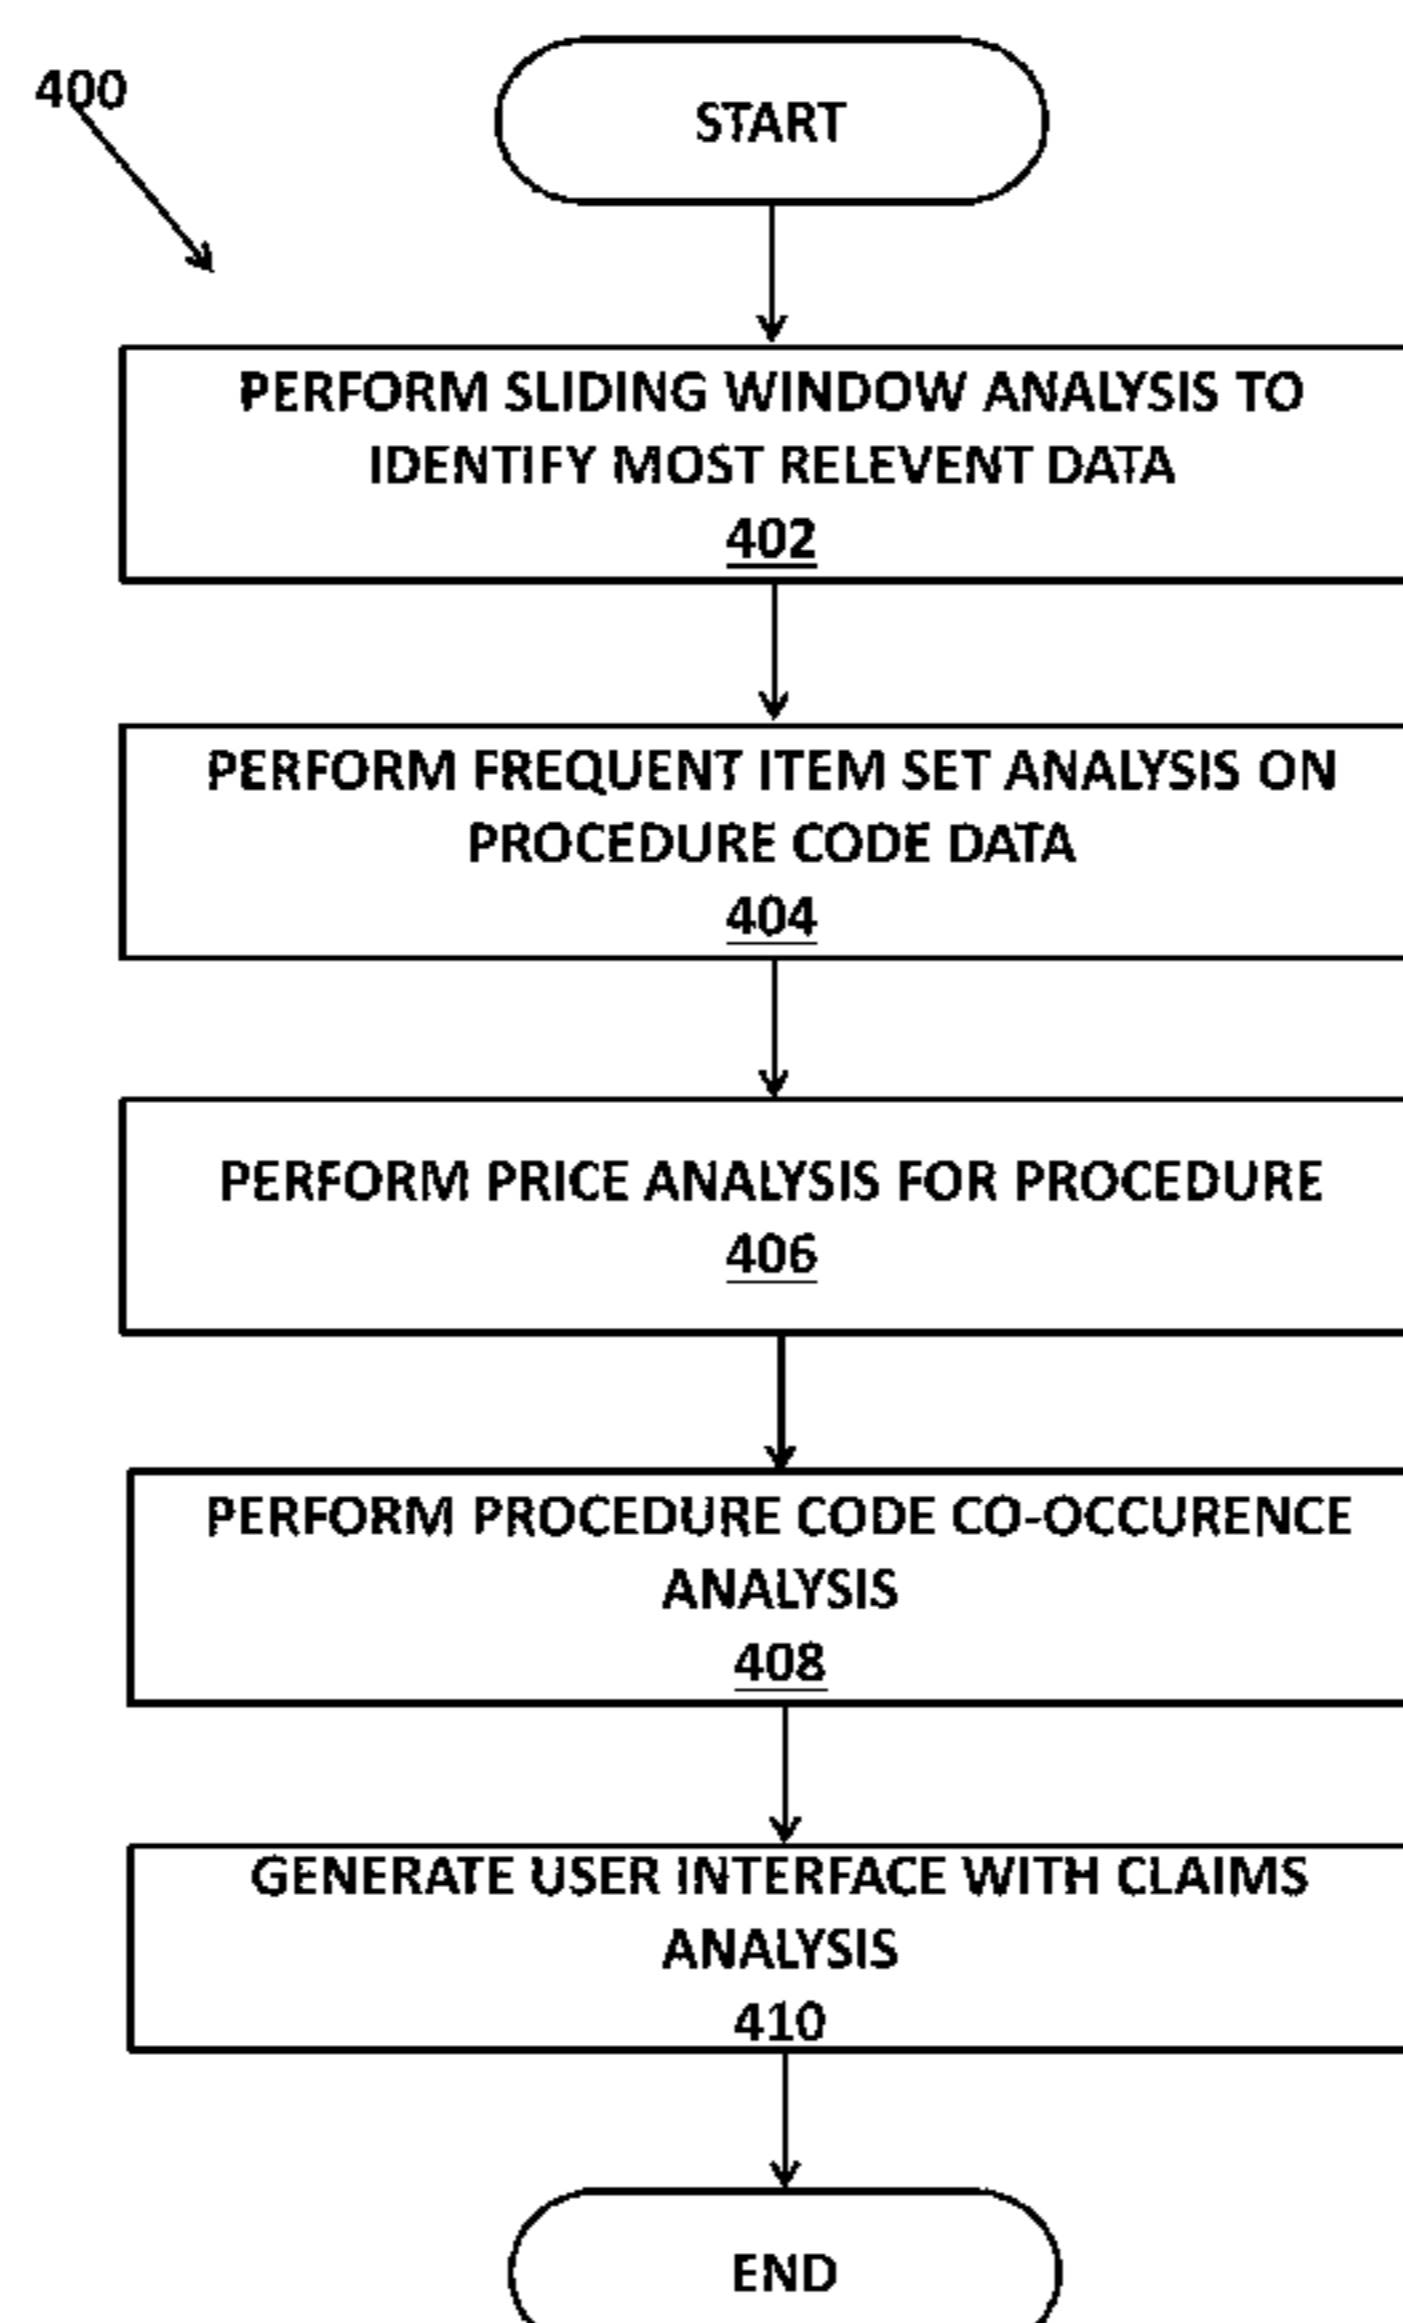 400
START
PERFORM SLIDING WINDOW ANALYSIS TO
IDENTIFY MOST RELEVENT DATA
402
PERFORM FREQUENT ITEM SET ANALYSIS ON
PROCEDURE CODE DATA
404
PERFORM PRICE ANALYSIS FOR PROCEDURE
406
PERFORM PROCEDURE CODE CO-OCCURENCE
ANALYSIS
408
GENERATE USER INTERFACE WITH CLAIMS
ANALYSIS
410
END